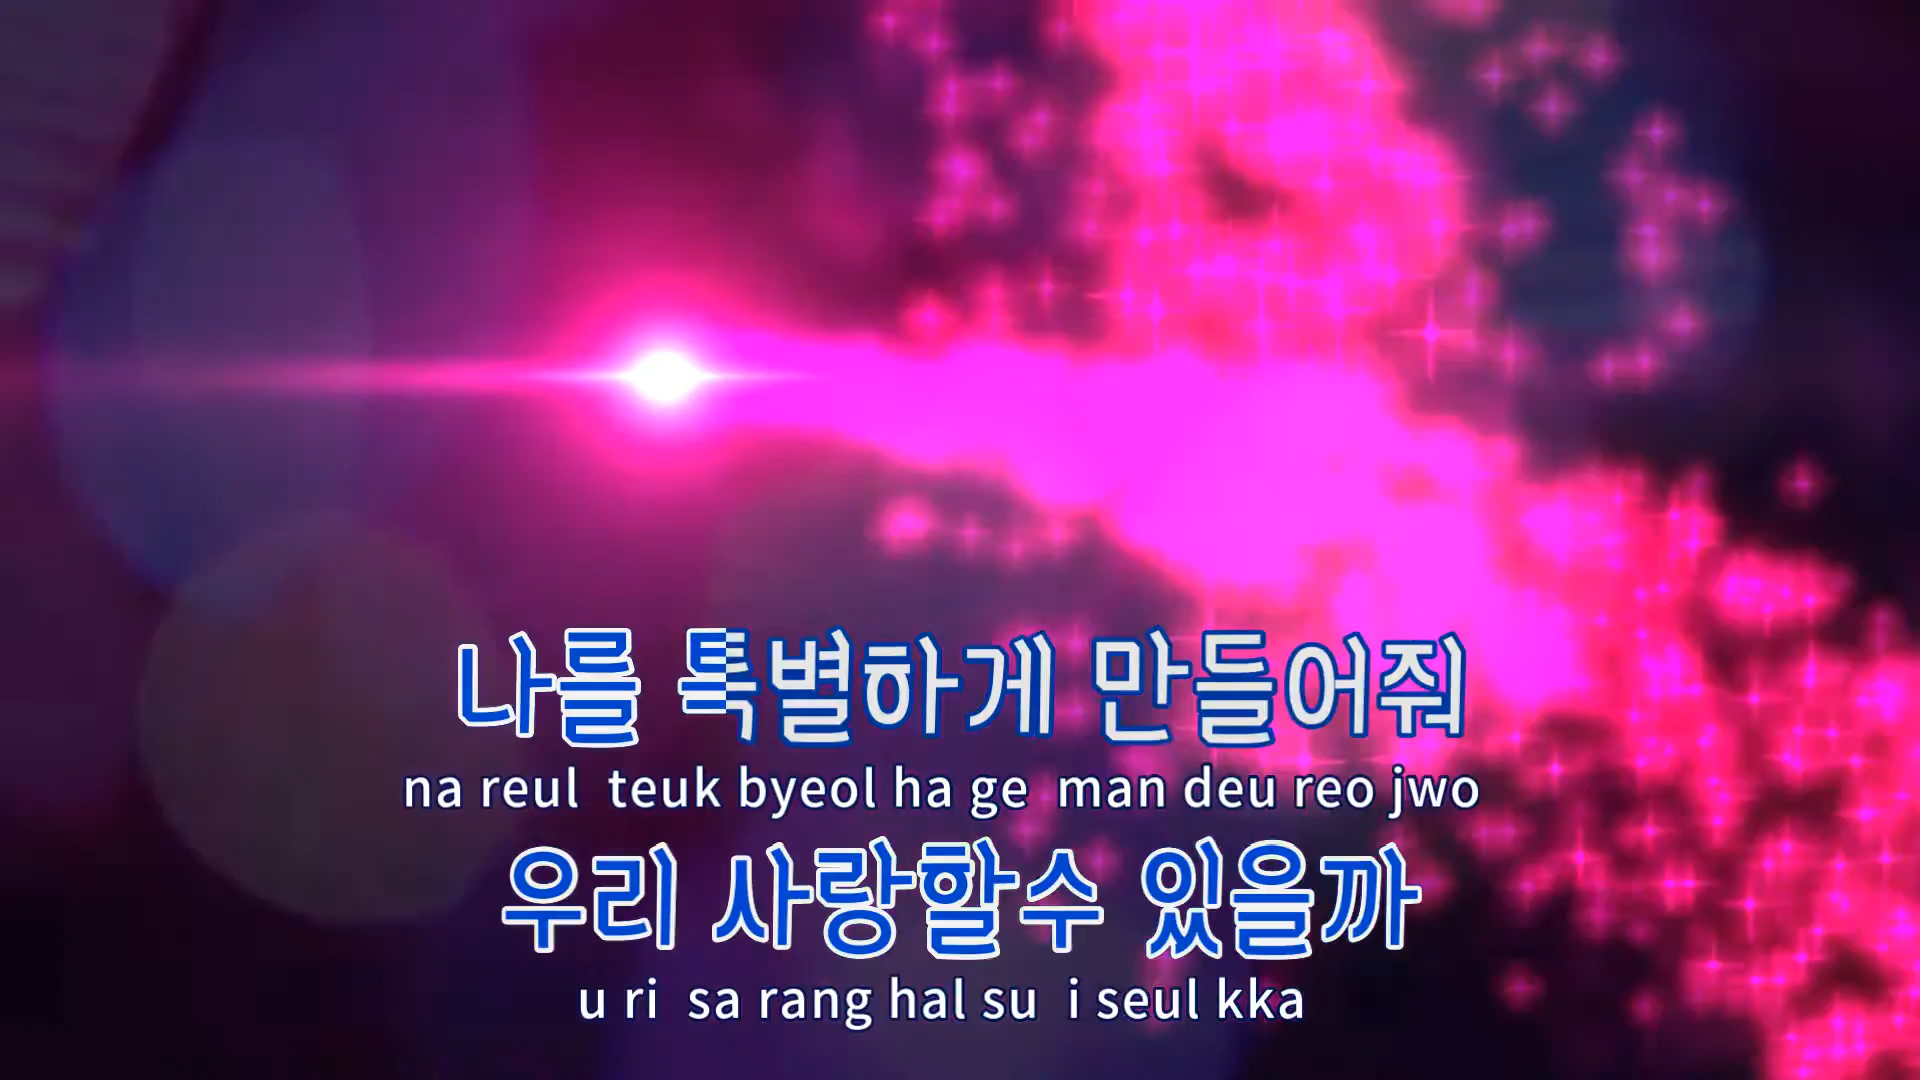 나를 특별하게 만들어줘
na reul teuk byeol ha ge man deu reo jwo
우리 사랑할수 있을까
u ri sa rang hal su i seul kka